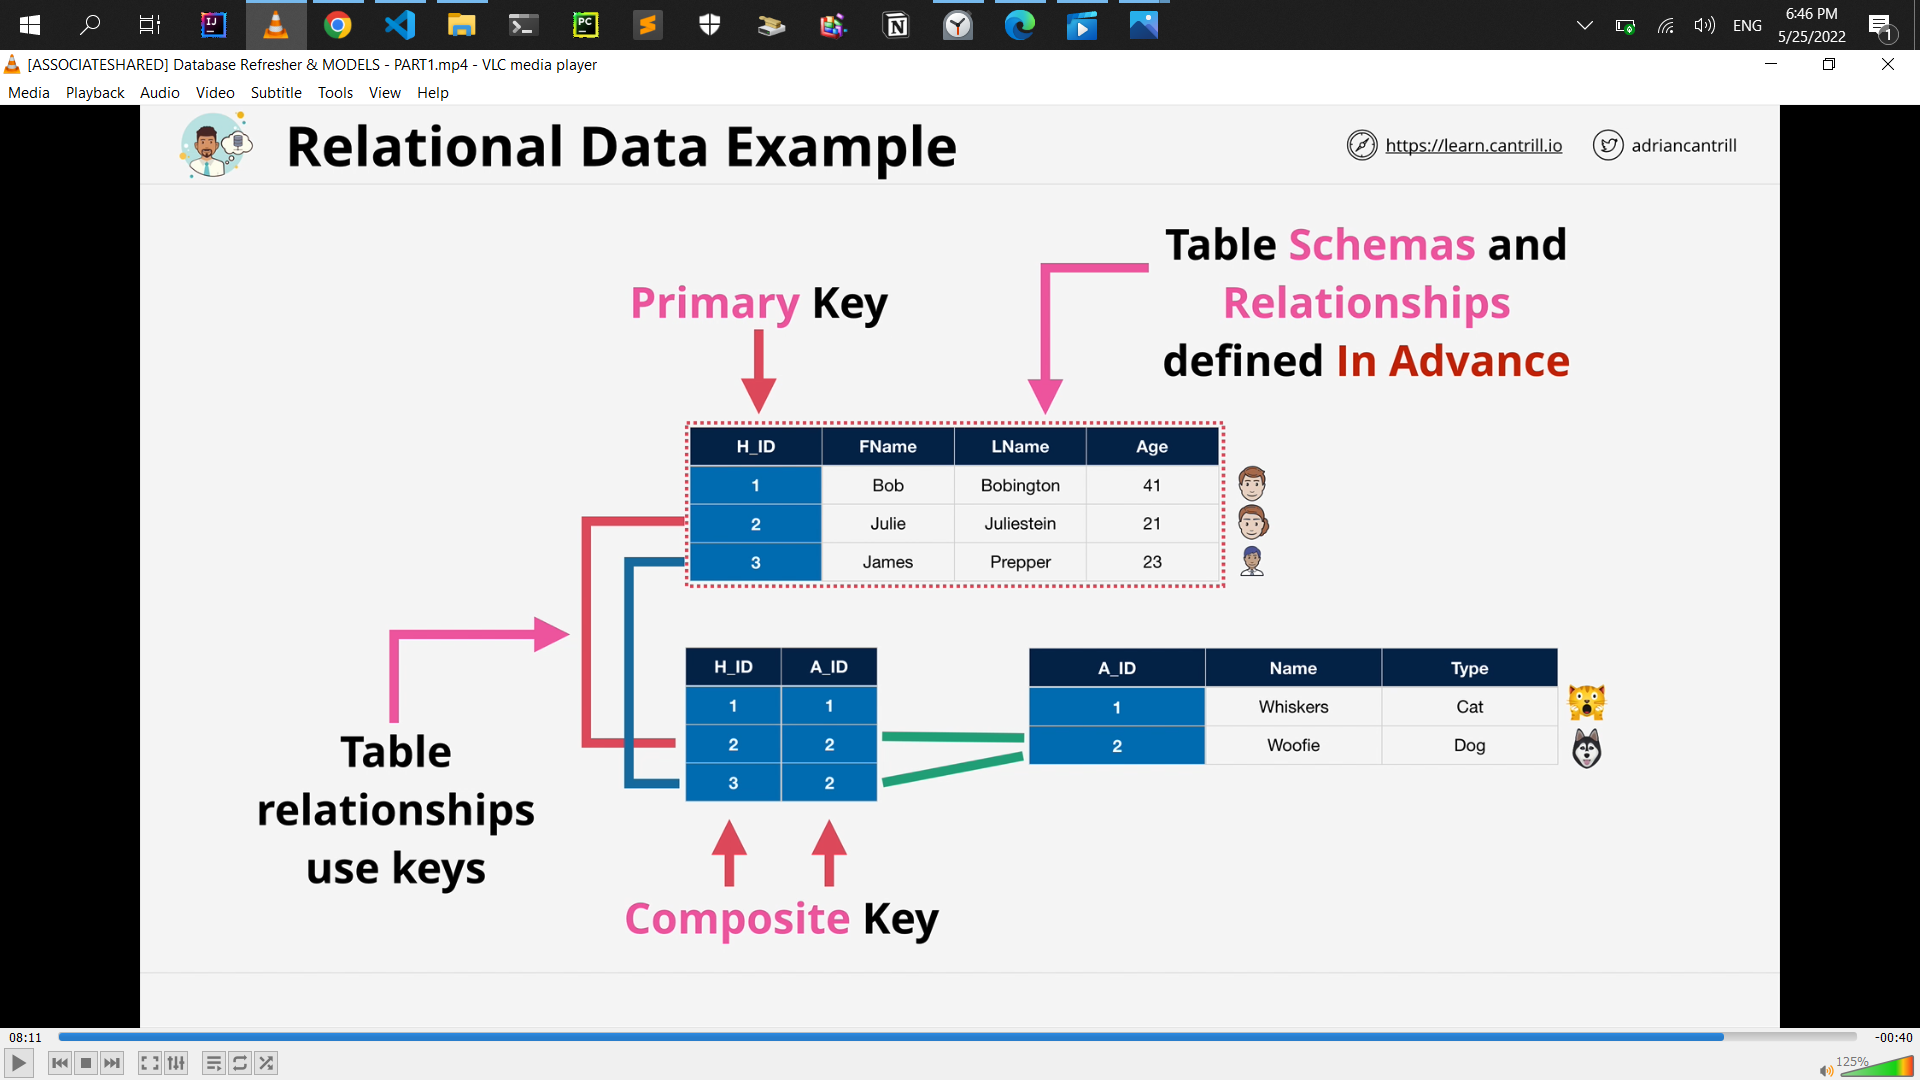 IJ
PC
ENG
6:46 PM
5/25/2022
1
[ASSOCIATESHARED] Database Refresher & MODELS - PART1.mp4 - VLC media player
Media Playback Audio Video Subtitle Tools View Help
Relational Data Example
https://learn.cantrill.io
adriancantrill
Table Schemas and
Relationships
defined In Advance
Primary Key
H_ID FName LName Age
1 Bob Bobington 41
2 Julie Juliestein 21
3 James Prepper 23
H_ID A_ID
1 1
2 2
3 2
A_ID Name Type
1 Whiskers Cat
2 Woofie Dog
Table
relationships
use keys
Composite Key
08:11
-00:40
125%